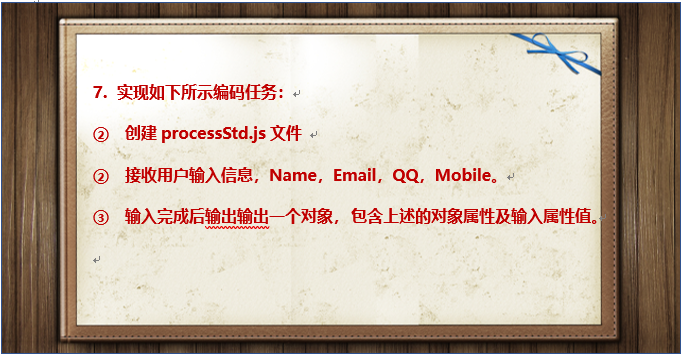 7. 实现如下所示编码任务：
② 创建 processStd.js 文件
② 接收用户输入信息，Name，Email，QQ，Mobile。
③ 输入完成后输出输出一个对象，包含上述的对象属性及输入属性值。